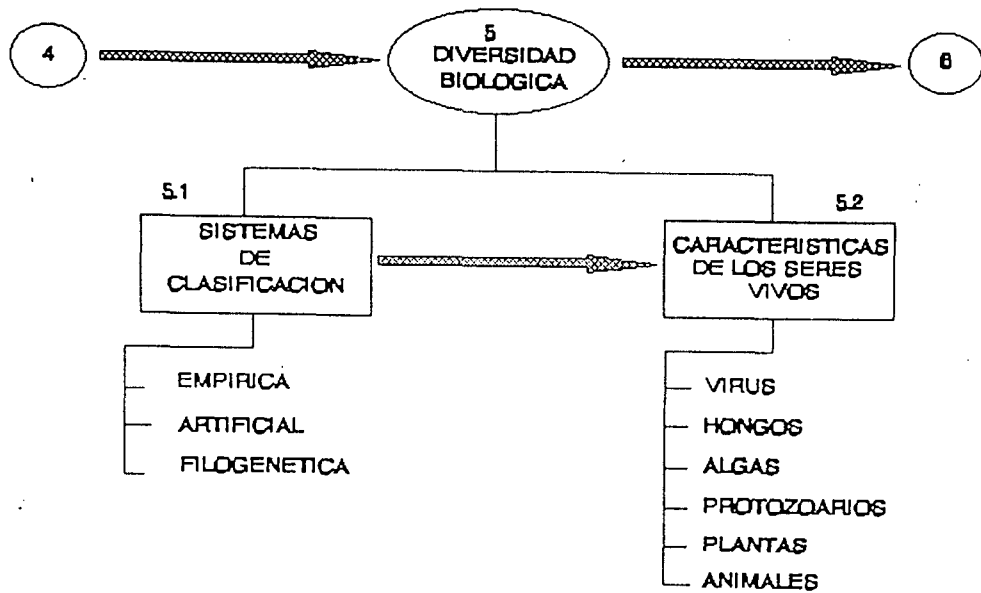 4
5
DIVERSIDAD
BIOLOGICA
6
5.1
SISTEMAS
DE
CLASIFICACION
5.2
CARACTERISTICAS
DE LOS SERES
VIVOS
EMPIRICA
ARTIFICIAL
FILOGENETICA
VIRUS
HONGOS
ALGAS
PROTOZOARIOS
PLANTAS
ANIMALES